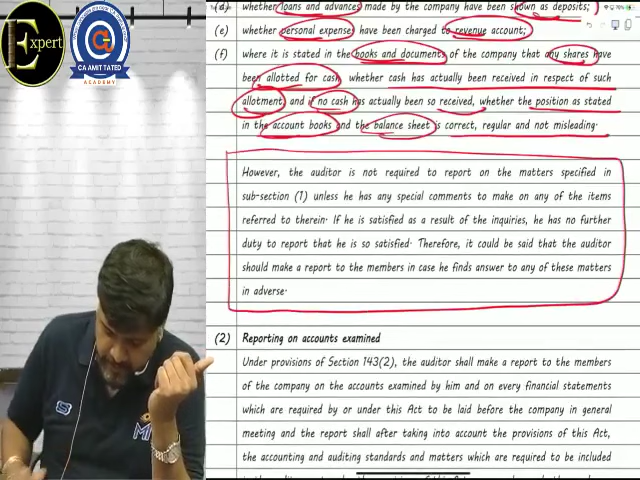 (d) whether loans and advances made by the company have been shown as deposits;
(e) whether personal expenses have been charged to revenue account;
(f) where it is stated in the books and documents of the company that any shares have
been allotted for cash, whether cash has actually been received in respect of such
allotment, and if no cash has actually been so received, whether the position as stated
in the account books and the balance sheet is correct, regular and not misleading.
However, the auditor is not required to report on the matters specified in
sub-section (1) unless he has any special comments to make on any of the items
referred to therein. If he is satisfied as a result of the inquiries, he has no further
duty to report that he is so satisfied. Therefore, it could be said that the auditor
should make a report to the members in case he finds answer to any of these matters
in adverse.
(2) Reporting on accounts examined
Under provisions of Section 143(2), the auditor shall make a report to the members
of the company on the accounts examined by him and on every financial statements
which are required by or under this Act to be laid before the company in general
meeting and the report shall after taking into account the provisions of this Act,
the accounting and auditing standards and matters which are required to be included
Expert
CA AMIT TATED
ACADEMY